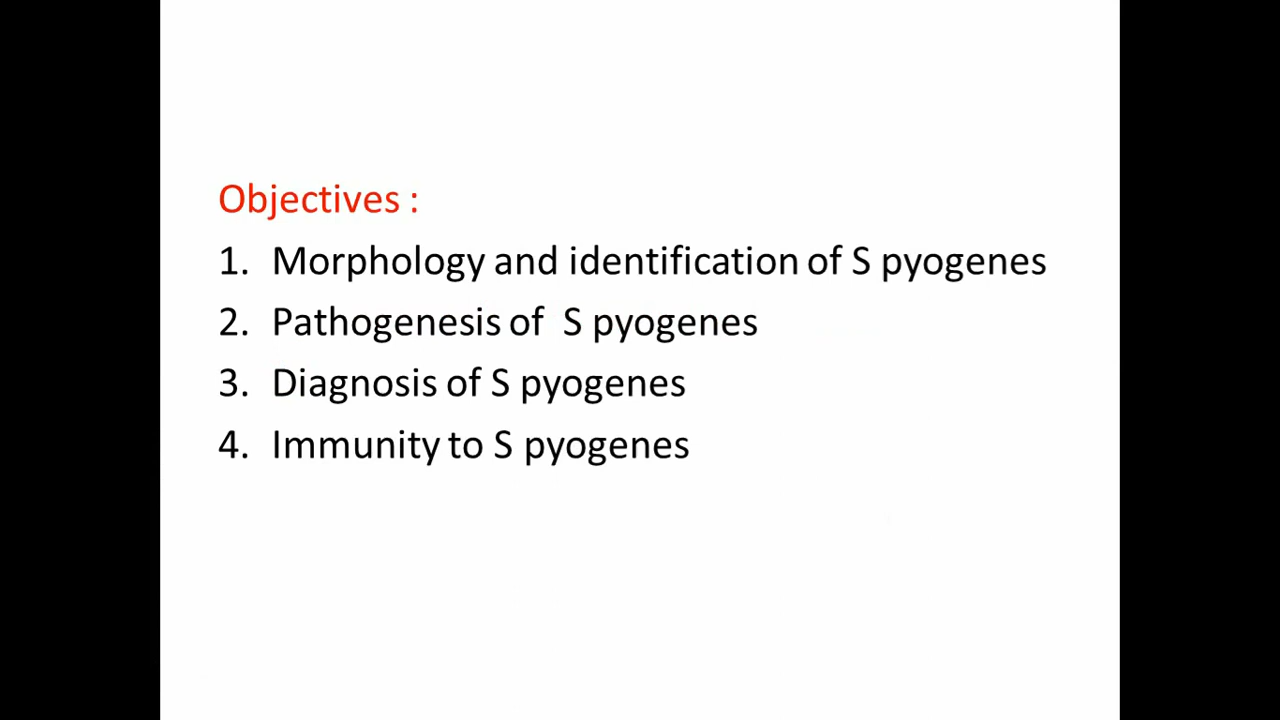 Objectives :
1. Morphology and identification of S pyogenes
2. Pathogenesis of  S pyogenes
3. Diagnosis of S pyogenes
4. Immunity to S pyogenes